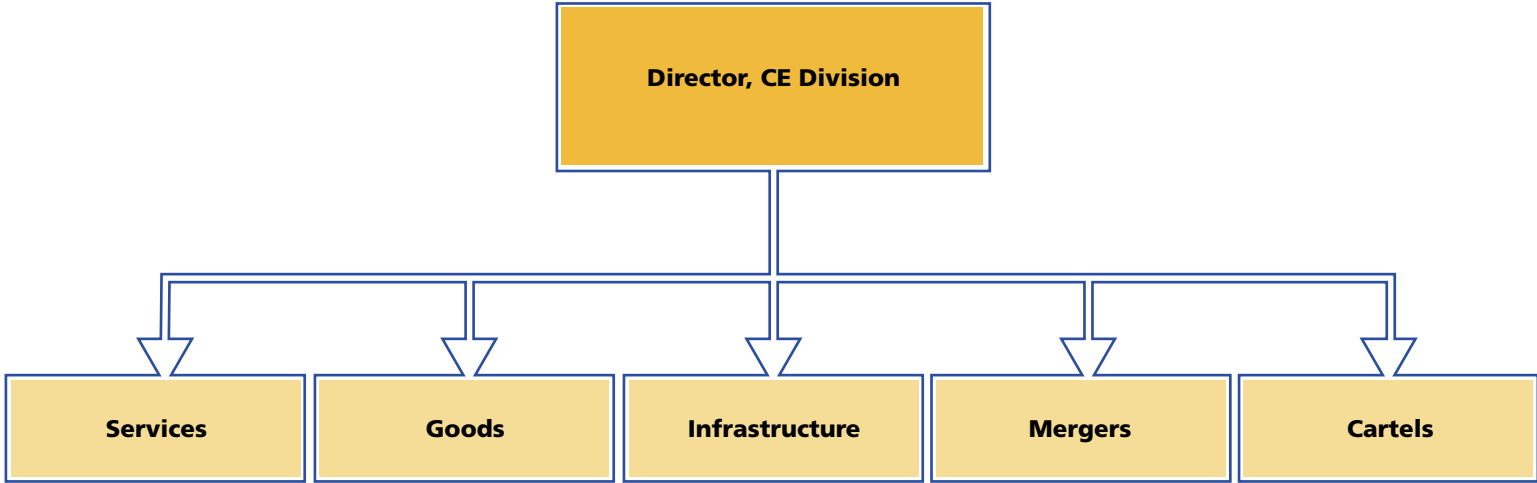 Director, CE Division
Services
Goods
Infrastructure
Mergers
Cartels